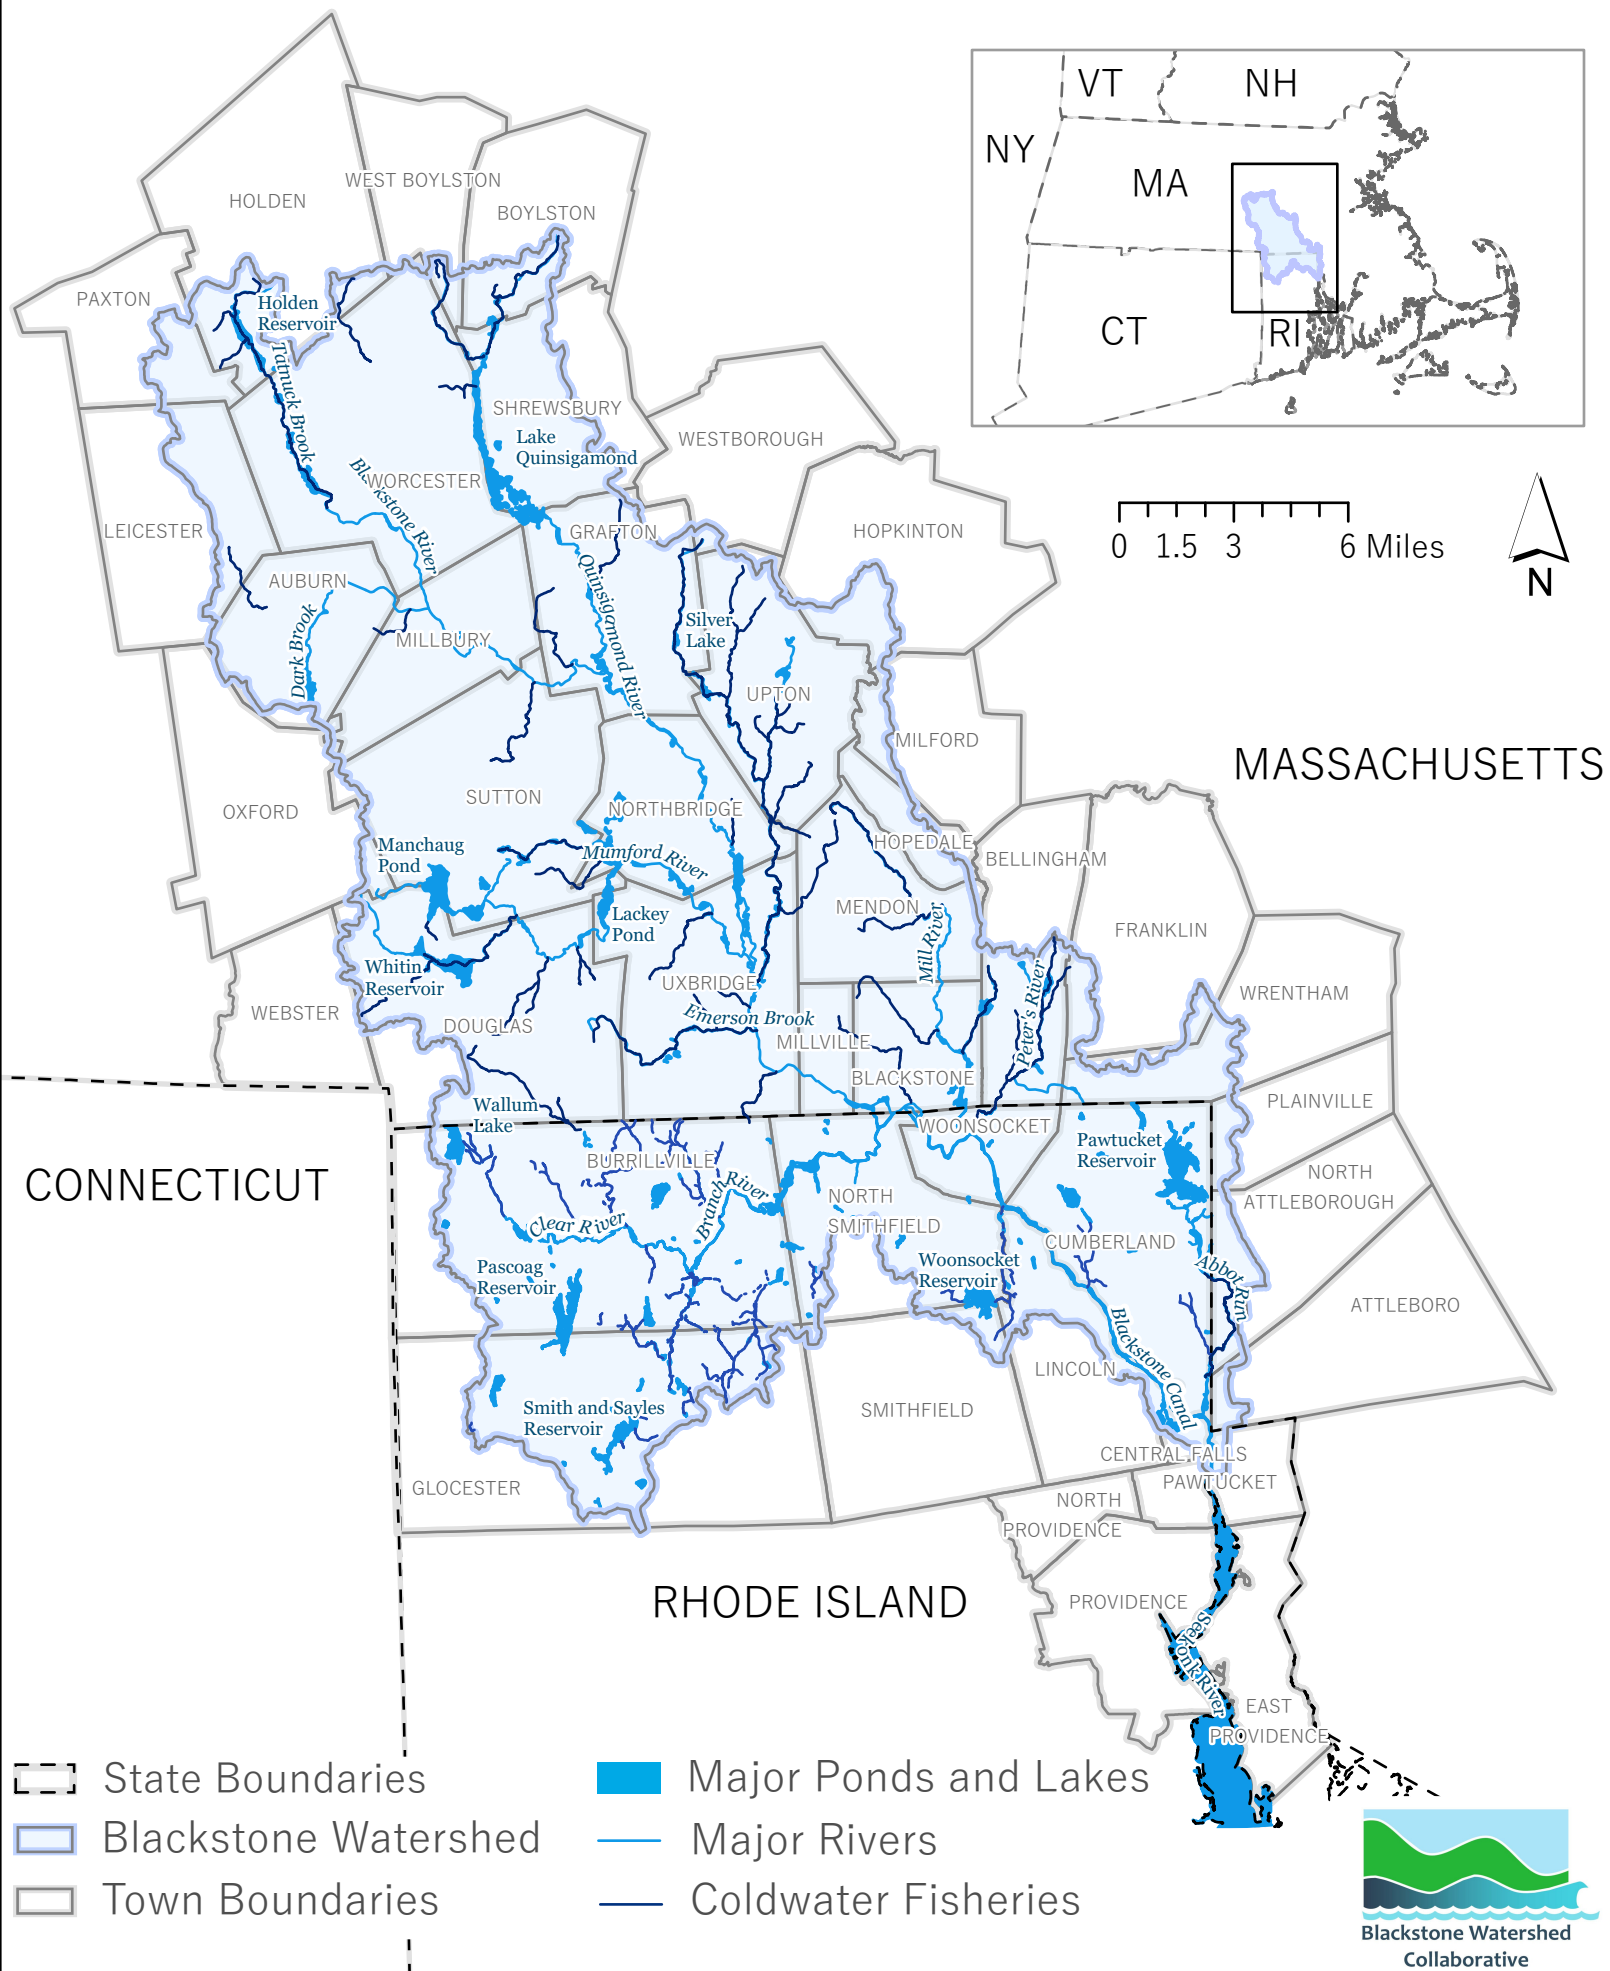 VT
NH
NY
MA
CT
RI
0 1.5 3 6 Miles
N
HOLDEN
WEST BOYLSTON
BOYLSTON
PAXTON
Holden
Reservoir
Tatnuck Brook
SHREWSBURY
Lake
Quinsigamond
WESTBOROUGH
Blackstone River
WORCESTER
LEICESTER
GRAFTON
HOPKINTON
AUBURN
Dark Brook
MILLBURY
Quinsigamond River
Silver
Lake
UPTON
MILFORD
MASSACHUSETTS
OXFORD
SUTTON
NORTHBRIDGE
Manchaug
Pond
Mumford River
HOPEDALE
BELLINGHAM
MENDON
Mill River
Lackey
Pond
FRANKLIN
Whitin
Reservoir
UXBRIDGE
Peter's River
WRENTHAM
WEBSTER
DOUGLAS
Emerson Brook
MILLVILLE
BLACKSTONE
Wallum
Lake
WOONSOCKET
PLAINVILLE
Pawtucket
Reservoir
CONNECTICUT
BURRILLVILLE
Branch River
NORTH
SMITHFIELD
NORTH
ATTLEBOROUGH
Clear River
CUMBERLAND
Pascoag
Reservoir
Woonsocket
Reservoir
Abbot Run
ATTLEBORO
Blackstone Canal
LINCOLN
Smith and Sayles
Reservoir
SMITHFIELD
GLOCESTER
CENTRAL FALLS
PAWTUCKET
NORTH
PROVIDENCE
RHODE ISLAND
PROVIDENCE
Seekonk River
EAST
PROVIDENCE
State Boundaries
Blackstone Watershed
Town Boundaries
Major Ponds and Lakes
Major Rivers
Coldwater Fisheries
Blackstone Watershed
Collaborative